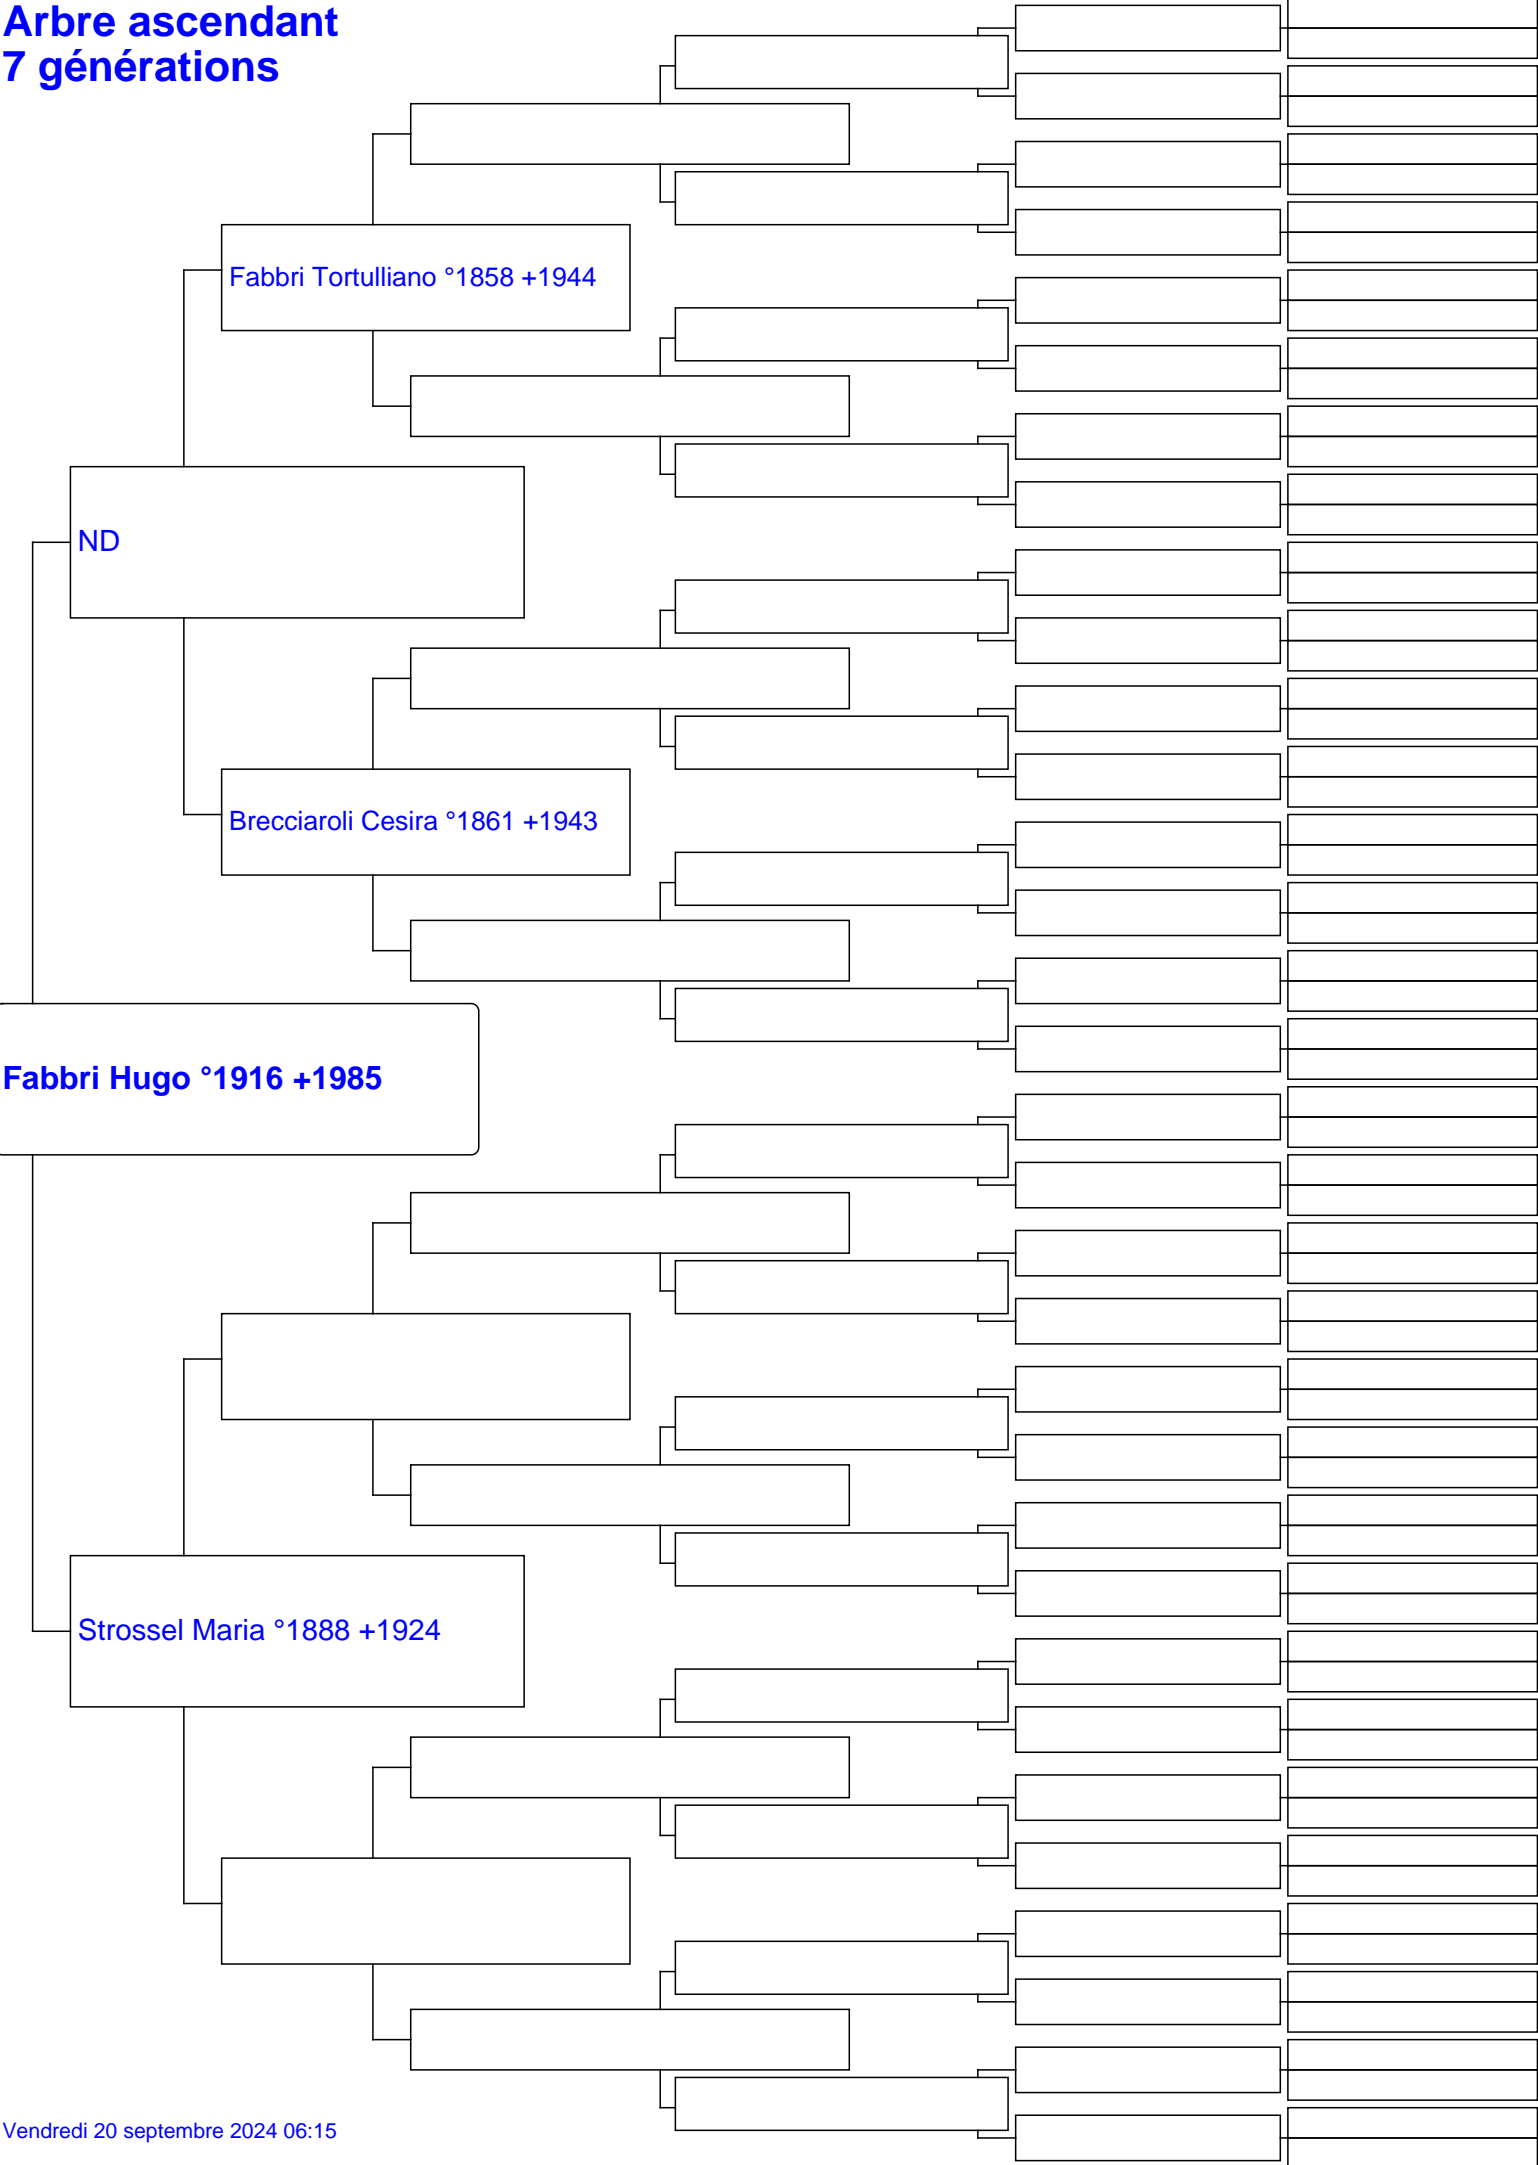 Arbre ascendant
7 générations
Fabbri Tortulliano °1858 +1944
ND
Brecciaroli Cesira °1861 +1943
Fabbri Hugo °1916 +1985
Strossel Maria °1888 +1924
Vendredi 20 septembre 2024 06:15